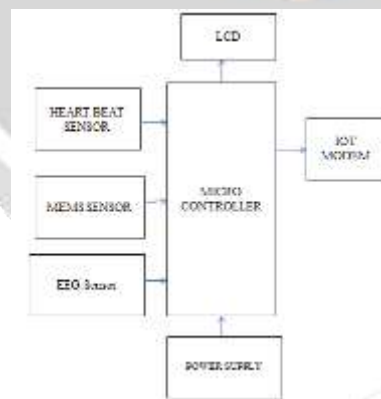 LCD
HEART BEAT
SENSOR
IOT
MODEM
MICRO
CONTROLLER
MEMS SENSOR
EEG Sensor
POWER SUPPLY